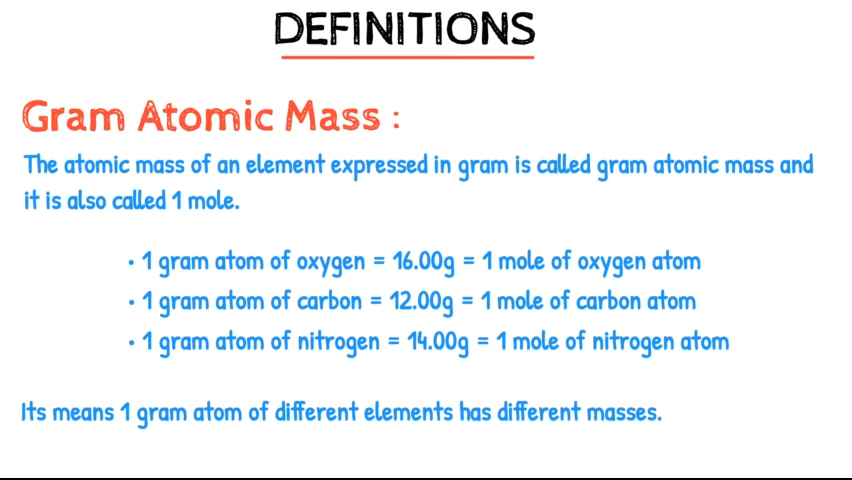 DEFINITIONS
Gram Atomic Mass :
The atomic mass of an element expressed in gram is called gram atomic mass and
it is also called 1 mole.
• 1 gram atom of oxygen = 16.00g = 1 mole of oxygen atom
• 1 gram atom of carbon = 12.00g = 1 mole of carbon atom
• 1 gram atom of nitrogen = 14.00g = 1 mole of nitrogen atom
Its means 1 gram atom of different elements has different masses.